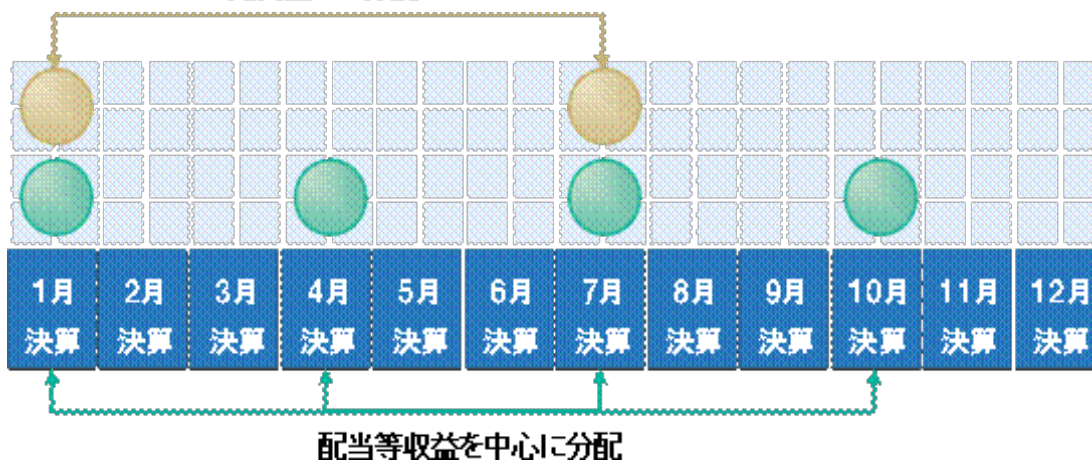 1月 2月 3月 4月 5月 6月 7月 8月 9月 10月 11月 12月
決算 決算 決算 決算 決算 決算 決算 決算 決算 決算 決算 決算
配当等収益を中心に分配